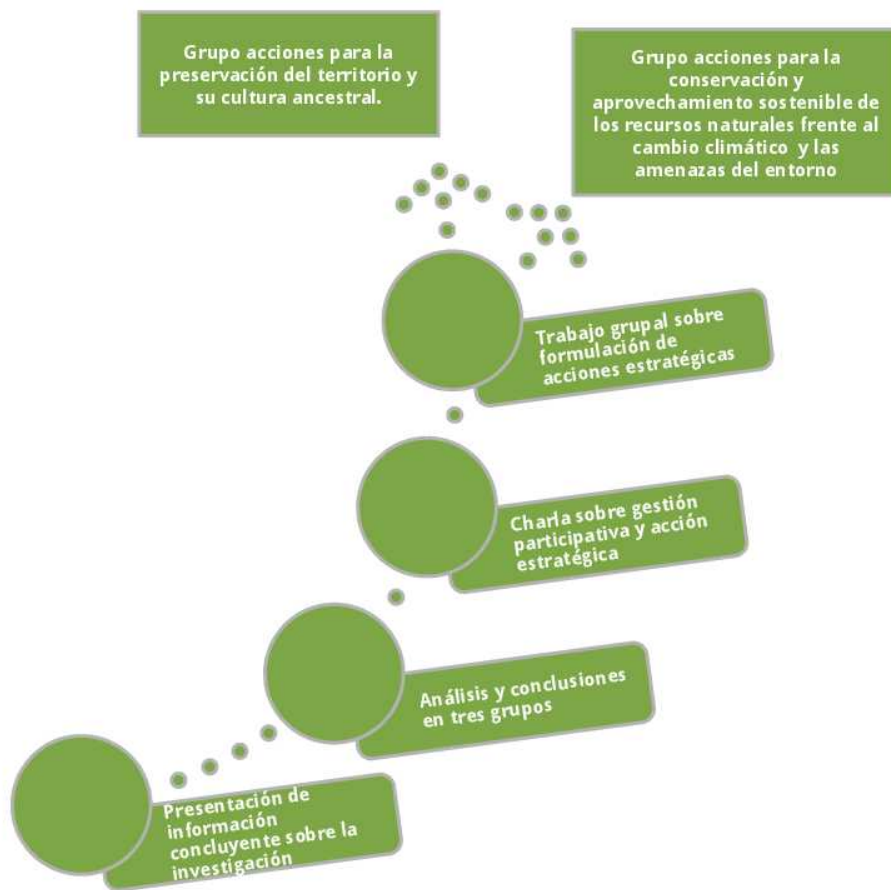 Grupo acciones para la
preservación del territorio y
su cultura ancestral.
Grupo acciones para la
conservación y
aprovechamiento sostenible de
los recursos naturales frente al
cambio climático y las
amenazas del entorno
Trabajo grupal sobre
formulación de
acciones estratégicas
Charla sobre gestión
participativa y acción
estratégica
Análisis y conclusiones
en tres grupos
Presentación de
información
concluyente sobre la
investigación